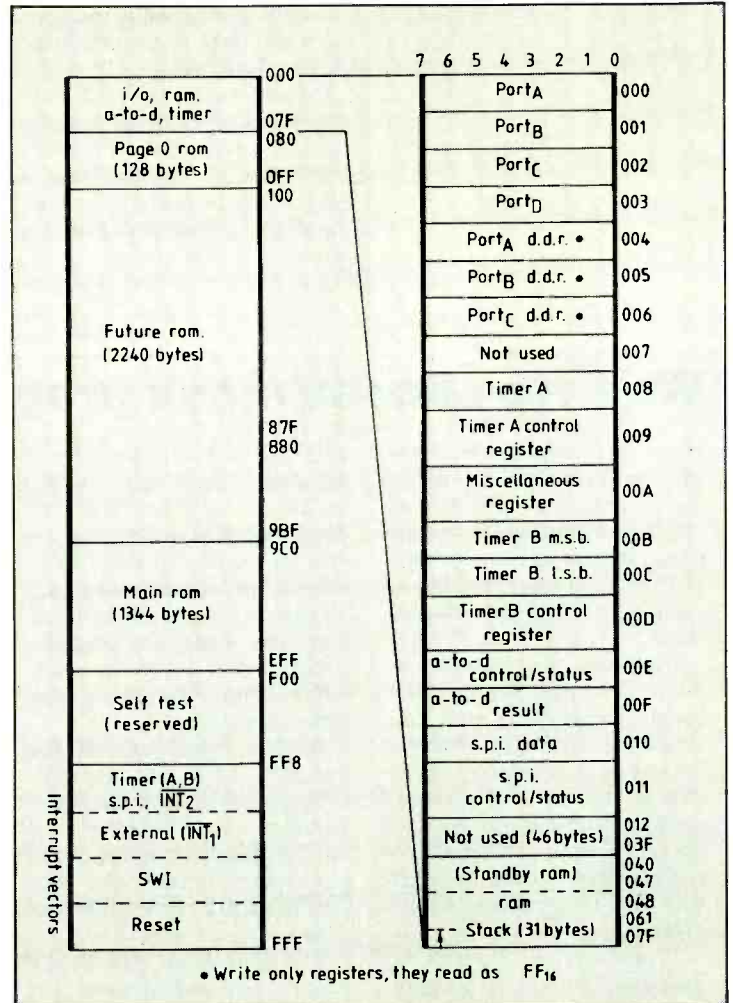 000
i/o, ram.
a-to-d, timer
07F
080
Page 0 rom
(128 bytes)
0FF
100
Future rom.
(2240 bytes)
87F
880
9BF
9C0
Main rom
(1344 bytes)
EFF
F00
Self test
(reserved)
FF8
Timer (A,B)
s.p.i., INT2
External (INT1)
SWI
Reset
FFF
Interrupt vectors
7 6 5 4 3 2 1 0
PortA 000
PortB 001
PortC 002
PortD 003
PortA d.d.r. • 004
PortB d.d.r. • 005
PortC d.d.r. • 006
Not used 007
Timer A 008
Timer A control
register 009
Miscellaneous
register 00A
Timer B m.s.b. 00B
Timer B. l.s.b. 00C
Timer B control
register 00D
a-to-d
control/status 00E
a-to-d
result 00F
s.p.i. data 010
s.p.i.
control/status 011
Not used (46bytes) 012
03F
(Standby ram) 040
047
ram 048
061
Stack (31bytes) 07F
• Write only registers, they read as FF16